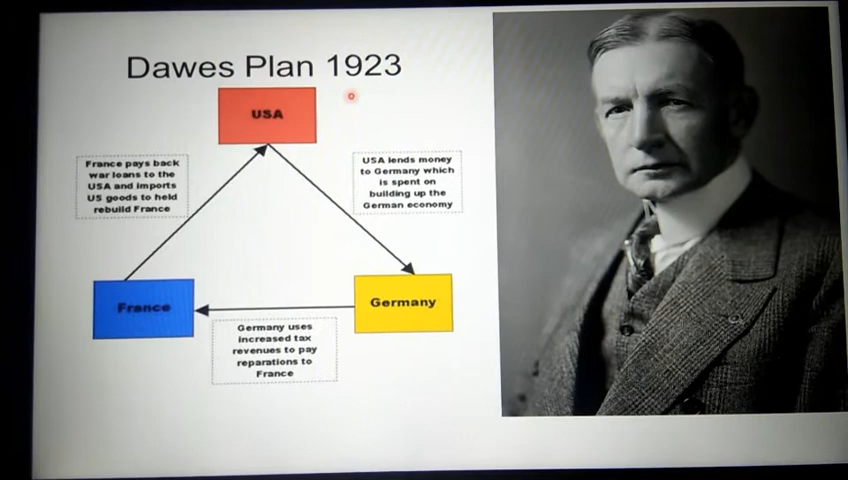 Dawes Plan 1923
USA
France pays back
war loans to the
USA and imports
US goods to held
rebuild France
USA lends money
to Germany which
is spent on
building up the
German economy
France
Germany
Germany uses
increased tax
revenues to pay
reparations to
France